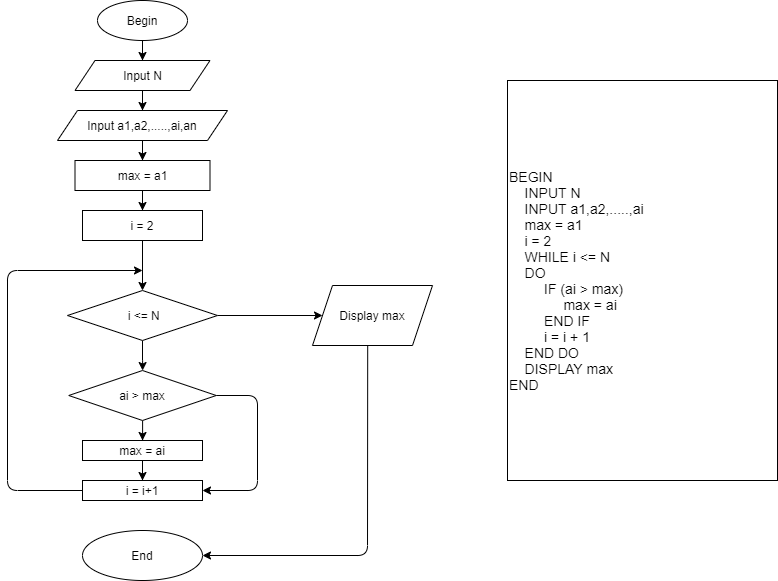 Begin
Input N
Input a1,a2,.....,ai,an
max = a1
i = 2
i <= N
Display max
ai > max
max = ai
i = i+1
End
BEGIN
INPUT N
INPUT a1,a2,.....,ai
max = a1
i = 2
WHILE i <= N
DO
IF (ai > max)
max = ai
END IF
i = i + 1
END DO
DISPLAY max
END